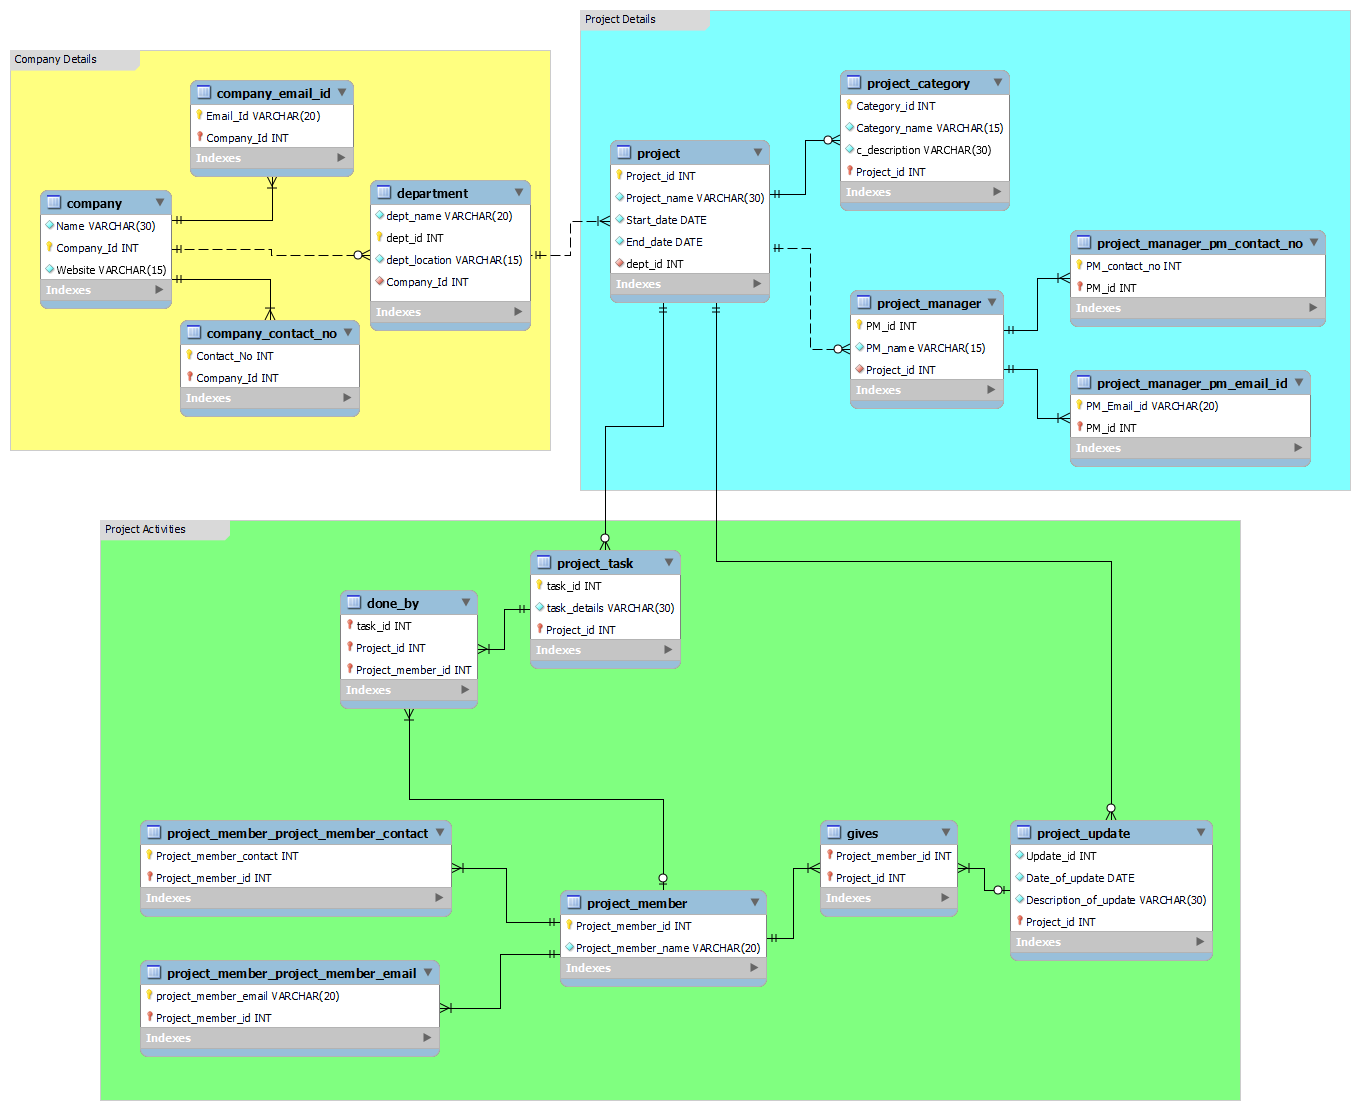 Project Details
Company Details
company_email_id
Email_Id VARCHAR(20)
Company_Id INT
Indexes
company
Name VARCHAR(30)
Company_Id INT
Website VARCHAR(15)
Indexes
department
dept_name VARCHAR(20)
dept_id INT
dept_location VARCHAR(15)
Company_Id INT
Indexes
company_contact_no
Contact_No INT
Company_Id INT
Indexes
project
Project_id INT
Project_name VARCHAR(30)
Start_date DATE
End_date DATE
dept_id INT
Indexes
project_category
Category_id INT
Category_name VARCHAR(15)
c_description VARCHAR(30)
Project_id INT
Indexes
project_manager
PM_id INT
PM_name VARCHAR(15)
Project_id INT
Indexes
project_manager_pm_contact_no
PM_contact_no INT
PM_id INT
Indexes
project_manager_pm_email_id
PM_Email_id VARCHAR(20)
PM_id INT
Indexes
Project Activities
project_task
task_id INT
task_details VARCHAR(30)
Project_id INT
Indexes
done_by
task_id INT
Project_id INT
Project_member_id INT
Indexes
project_member_project_member_contact
Project_member_contact INT
Project_member_id INT
Indexes
project_member
Project_member_id INT
Project_member_name VARCHAR(20)
Indexes
gives
Project_member_id INT
Project_id INT
Indexes
project_update
Update_id INT
Date_of_update DATE
Description_of_update VARCHAR(30)
Project_id INT
Indexes
project_member_project_member_email
project_member_email VARCHAR(20)
Project_member_id INT
Indexes